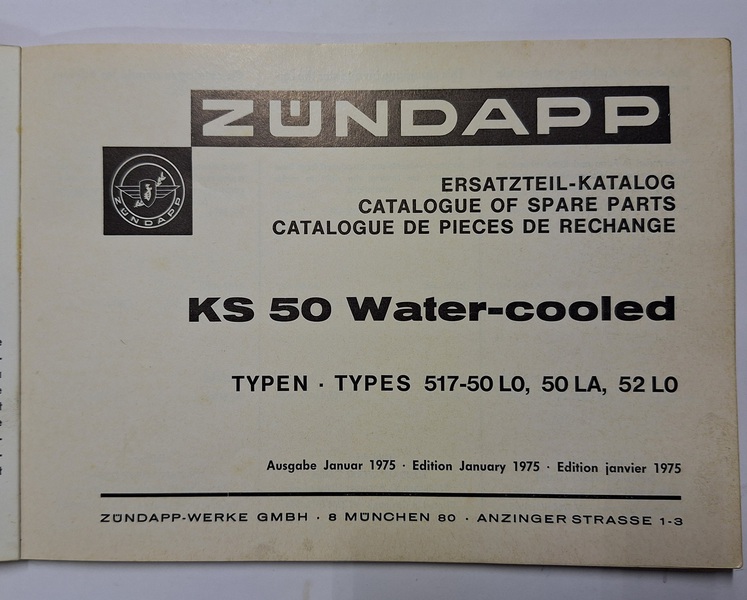 ZÜNDAPP
ZÜNDAPP
ERSATZTEIL-KATALOG
CATALOGUE OF SPARE PARTS
CATALOGUE DE PIECES DE RECHANGE
KS 50 Water-cooled
TYPEN · TYPES 517-50 LO, 50 LA, 52 LO
Ausgabe Januar 1975 · Edition January 1975 · Edition janvier 1975
ZÜNDAPP-WERKE GMBH · 8 MÜNCHEN 80 · ANZINGER STRASSE 1-3